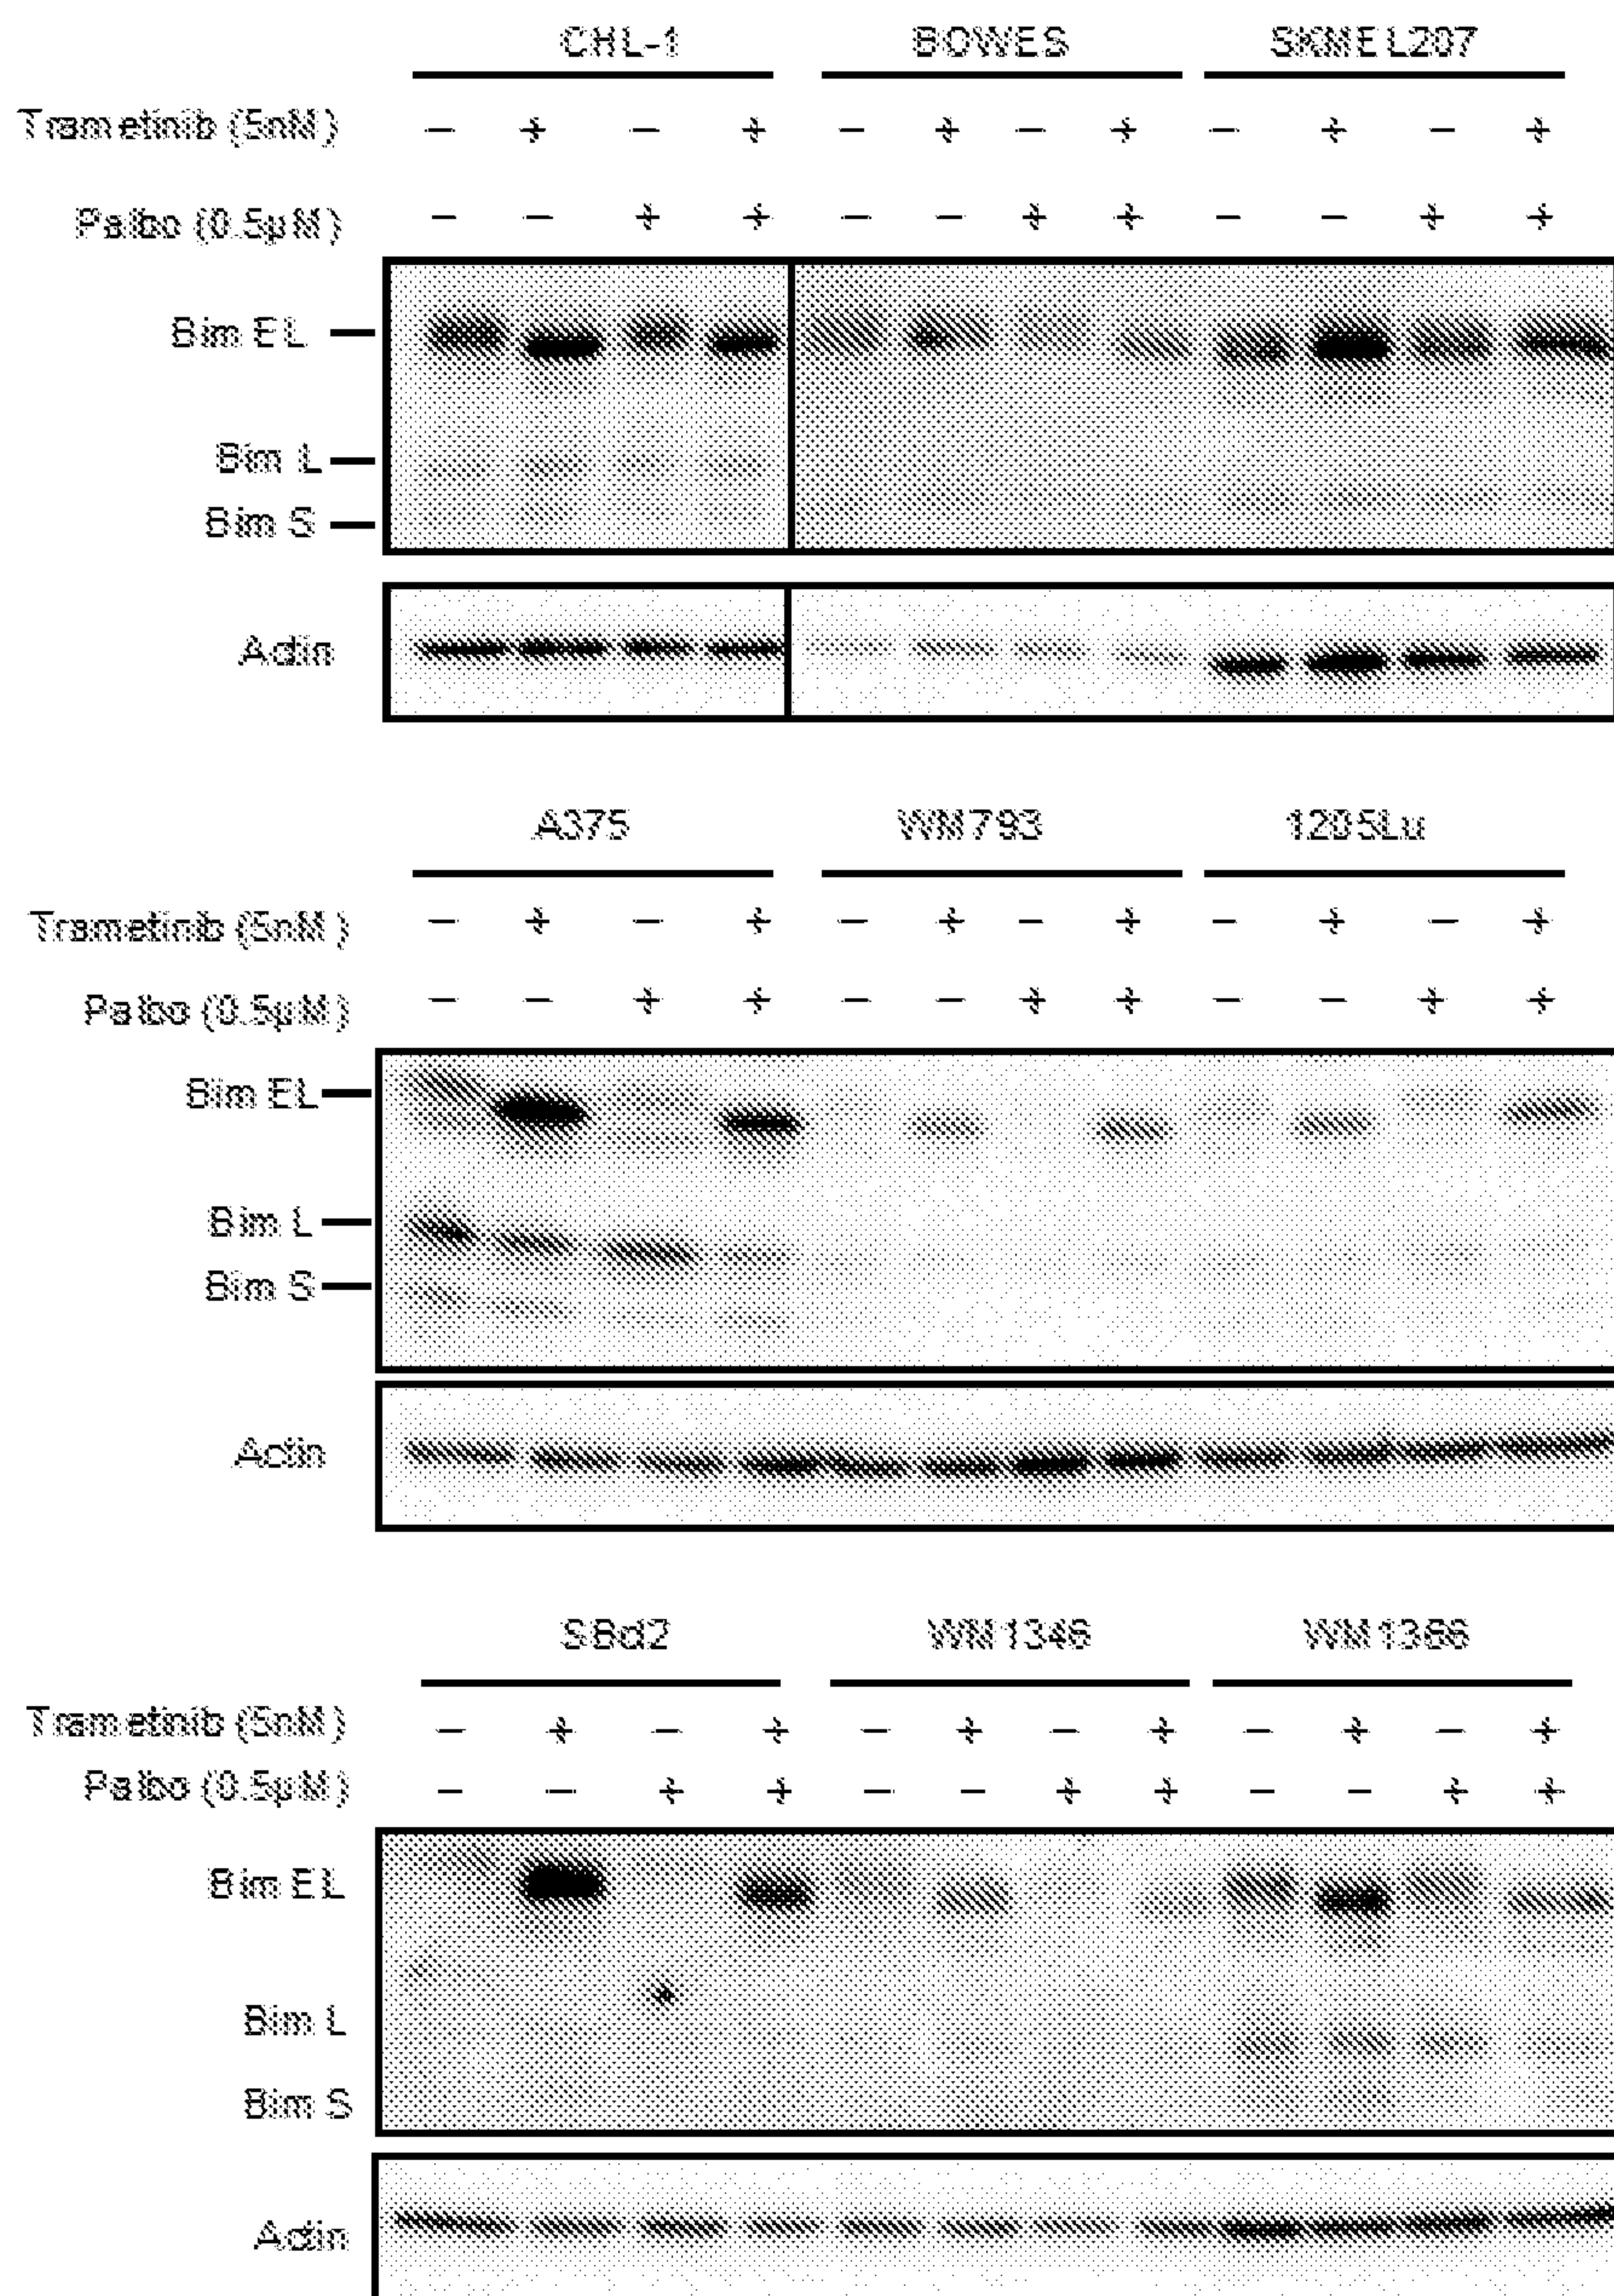 CHL-1 BOWES SKMEL207
Trametinib (5nM) − + − + − + − + − + − +
Palbo (0.5µM) − − + + − − + + − − + +
Bim EL
Bim L
Bim S
Actin
A375 WM793 1205Lu
Trametinib (5nM) − + − + − + − + − + − +
Palbo (0.5µM) − − + + − − + + − − + +
Bim EL
Bim L
Bim S
Actin
SBcl2 WM1346 WM1366
Trametinib (5nM) − + − + − + − + − + − +
Palbo (0.5µM) − − + + − − + + − − + +
Bim EL
Bim L
Bim S
Actin